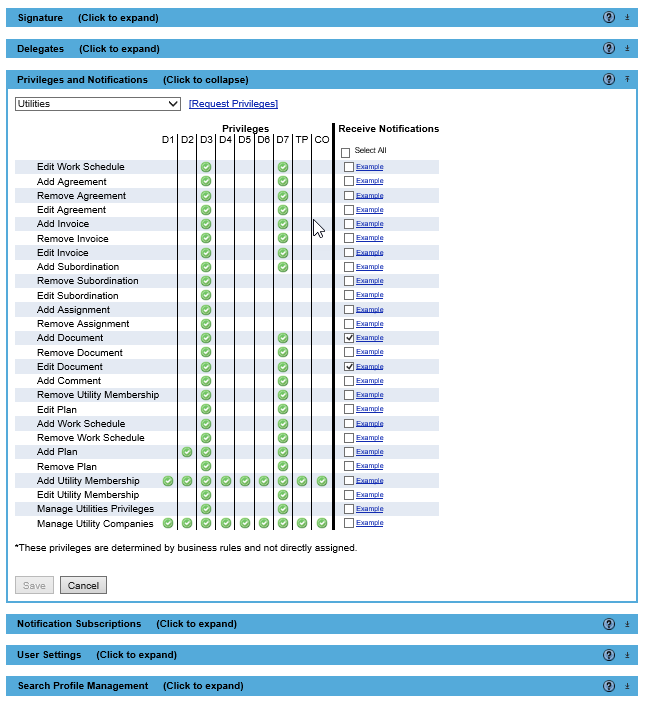 Signature (Click to expand)
Delegates (Click to expand)
Privileges and Notifications (Click to collapse)
Utilities [Request Privileges]
Privileges Receive Notifications
D1 D2 D3 D4 D5 D6 D7 TP CO
Select All
Edit Work Schedule Example
Add Agreement Example
Remove Agreement Example
Edit Agreement Example
Add Invoice Example
Remove Invoice Example
Edit Invoice Example
Add Subordination Example
Remove Subordination Example
Edit Subordination Example
Add Assignment Example
Remove Assignment Example
Add Document Example
Remove Document Example
Edit Document Example
Add Comment Example
Remove Utility Membership Example
Edit Plan Example
Add Work Schedule Example
Remove Work Schedule Example
Add Plan Example
Remove Plan Example
Add Utility Membership Example
Edit Utility Membership Example
Manage Utilities Privileges Example
Manage Utility Companies Example
*These privileges are determined by business rules and not directly assigned.
Save Cancel
Notification Subscriptions (Click to expand)
User Settings (Click to expand)
Search Profile Management (Click to expand)